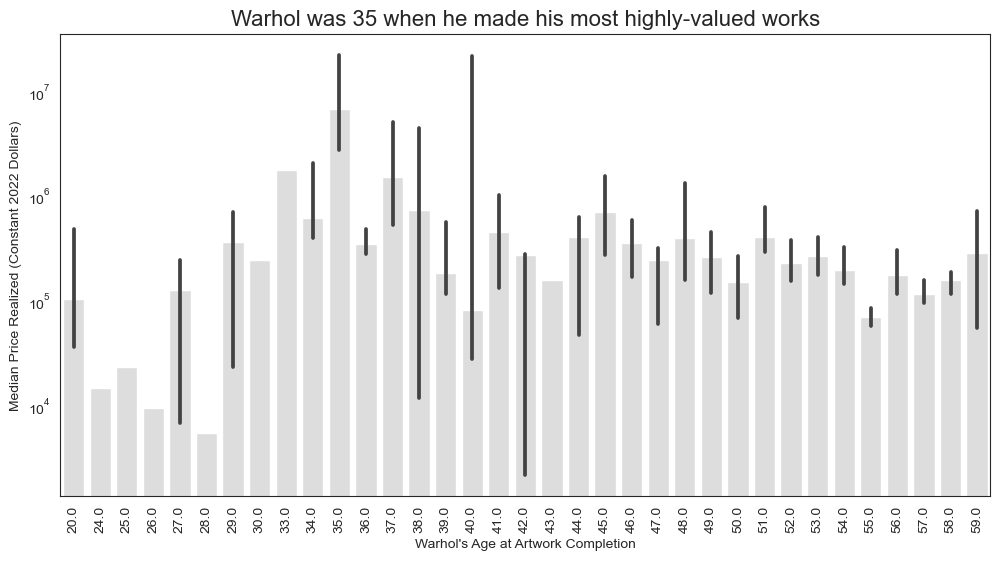 Warhol was 35 when he made his most highly-valued works
Median Price Realized (Constant 2022 Dollars)
10^7
10^6
10^5
10^4
20.0 24.0 25.0 26.0 27.0 28.0 29.0 30.0 33.0 34.0 35.0 36.0 37.0 38.0 39.0 40.0 41.0 42.0 43.0 44.0 45.0 46.0 47.0 48.0 49.0 50.0 51.0 52.0 53.0 54.0 55.0 56.0 57.0 58.0 59.0
Warhol's Age at Artwork Completion